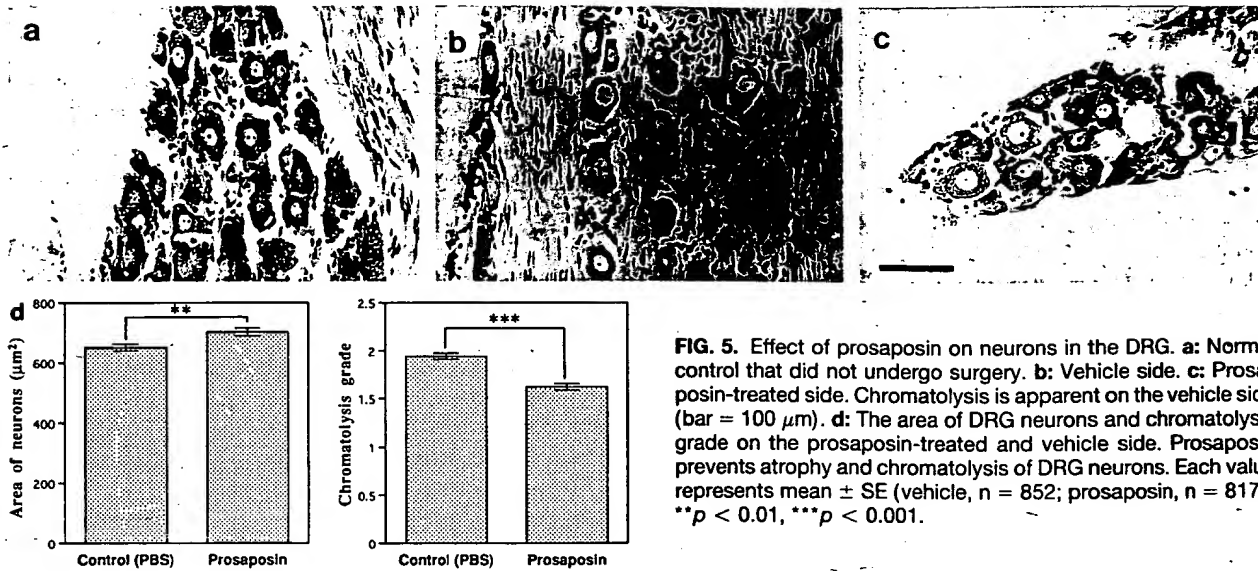 a
b
c
d
800
600
400
200
0
Area of neurons (μm²)
**
Control (PBS) Prosaposin
2.5
2
1.5
1
0.5
0
Chromatolysis grade
***
Control (PBS) Prosaposin
FIG. 5. Effect of prosaposin on neurons in the DRG. a: Norm
control that did not undergo surgery. b: Vehicle side. c: Prosa
posin-treated side. Chromatolysis is apparent on the vehicle sid
(bar = 100 μm). d: The area of DRG neurons and chromatolys
grade on the prosaposin-treated and vehicle side. Prosapos
prevents atrophy and chromatolysis of DRG neurons. Each valu
represents mean ± SE (vehicle, n = 852; prosaposin, n = 817
**p < 0.01, ***p < 0.001.